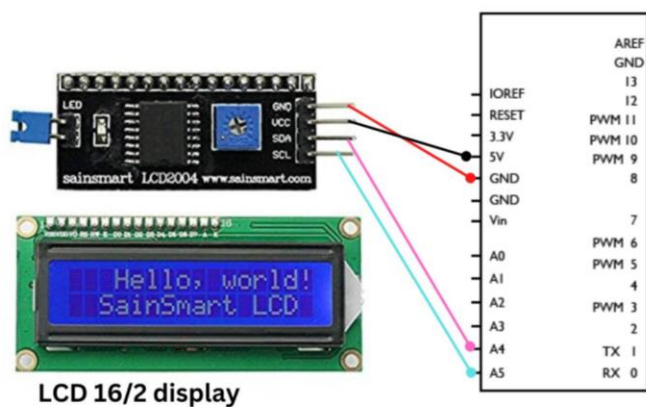 LED
GND
VCC
SDA
SCL
sainsmart LCD2004 www.sainsmart.com
16
Hello, world!
SainSmart LCD
LCD 16/2 display
IOREF
RESET
3.3V
5V
GND
GND
Vin
A0
A1
A2
A3
A4
A5
AREF
GND
13
12
PWM 11
PWM 10
PWM 9
8
7
PWM 6
PWM 5
4
PWM 3
2
TX 1
RX 0